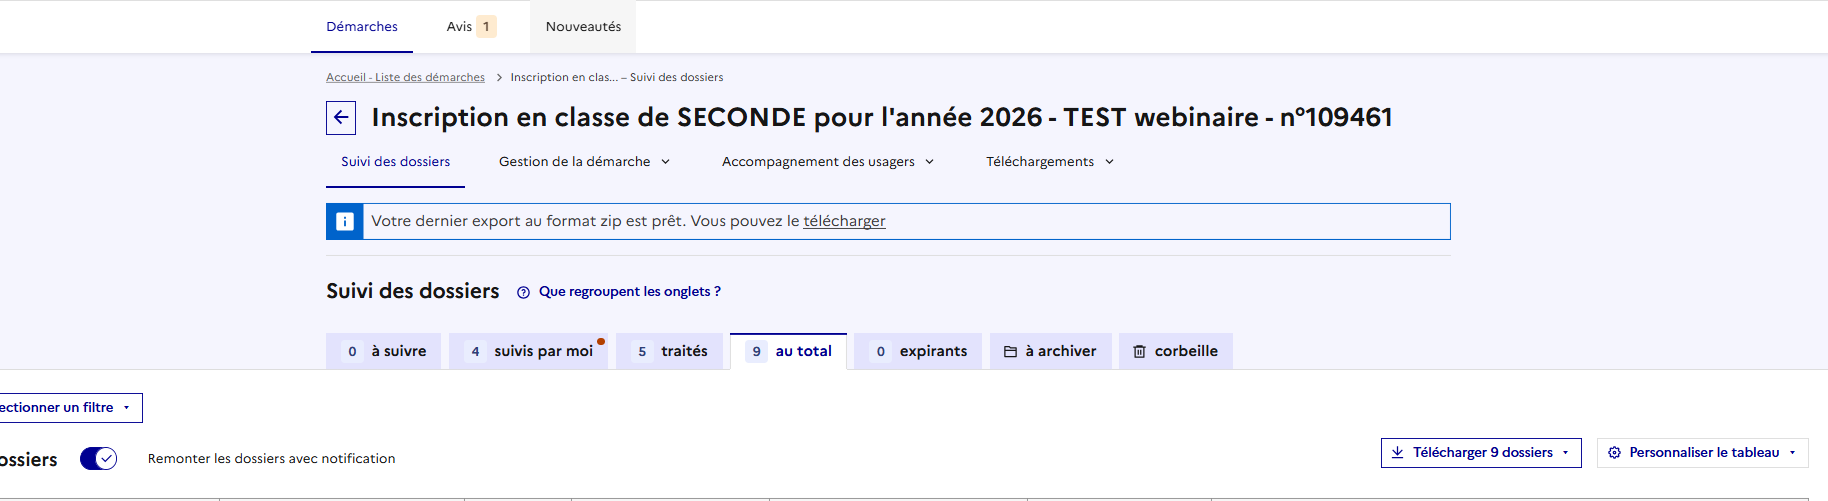 Démarches Avis 1 Nouveautés
Accueil - Liste des démarches > Inscription en clas... – Suivi des dossiers
Inscription en classe de SECONDE pour l'année 2026 - TEST webinaire - n°109461
Suivi des dossiers Gestion de la démarche Accompagnement des usagers Téléchargements
Votre dernier export au format zip est prêt. Vous pouvez le télécharger
Suivi des dossiers Que regroupent les onglets ?
0 à suivre 4 suivis par moi 5 traités 9 au total 0 expirants à archiver corbeille
ectionner un filtre
ossiers Remonter les dossiers avec notification Télécharger 9 dossiers Personnaliser le tableau